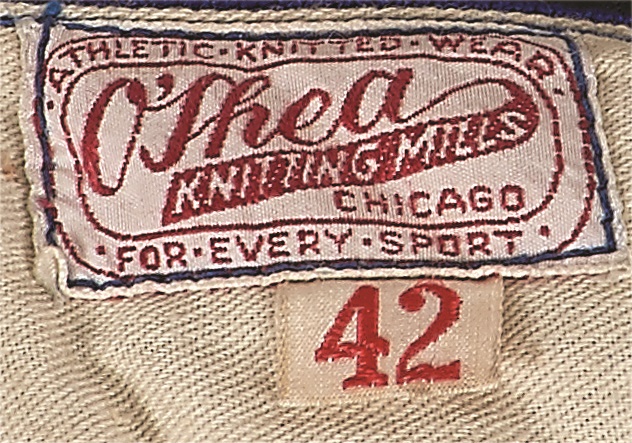 ATHLETIC·KNITTED·WEAR
O'Shea
KNITTING MILLS
CHICAGO
·FOR·EVERY·SPORT·
42